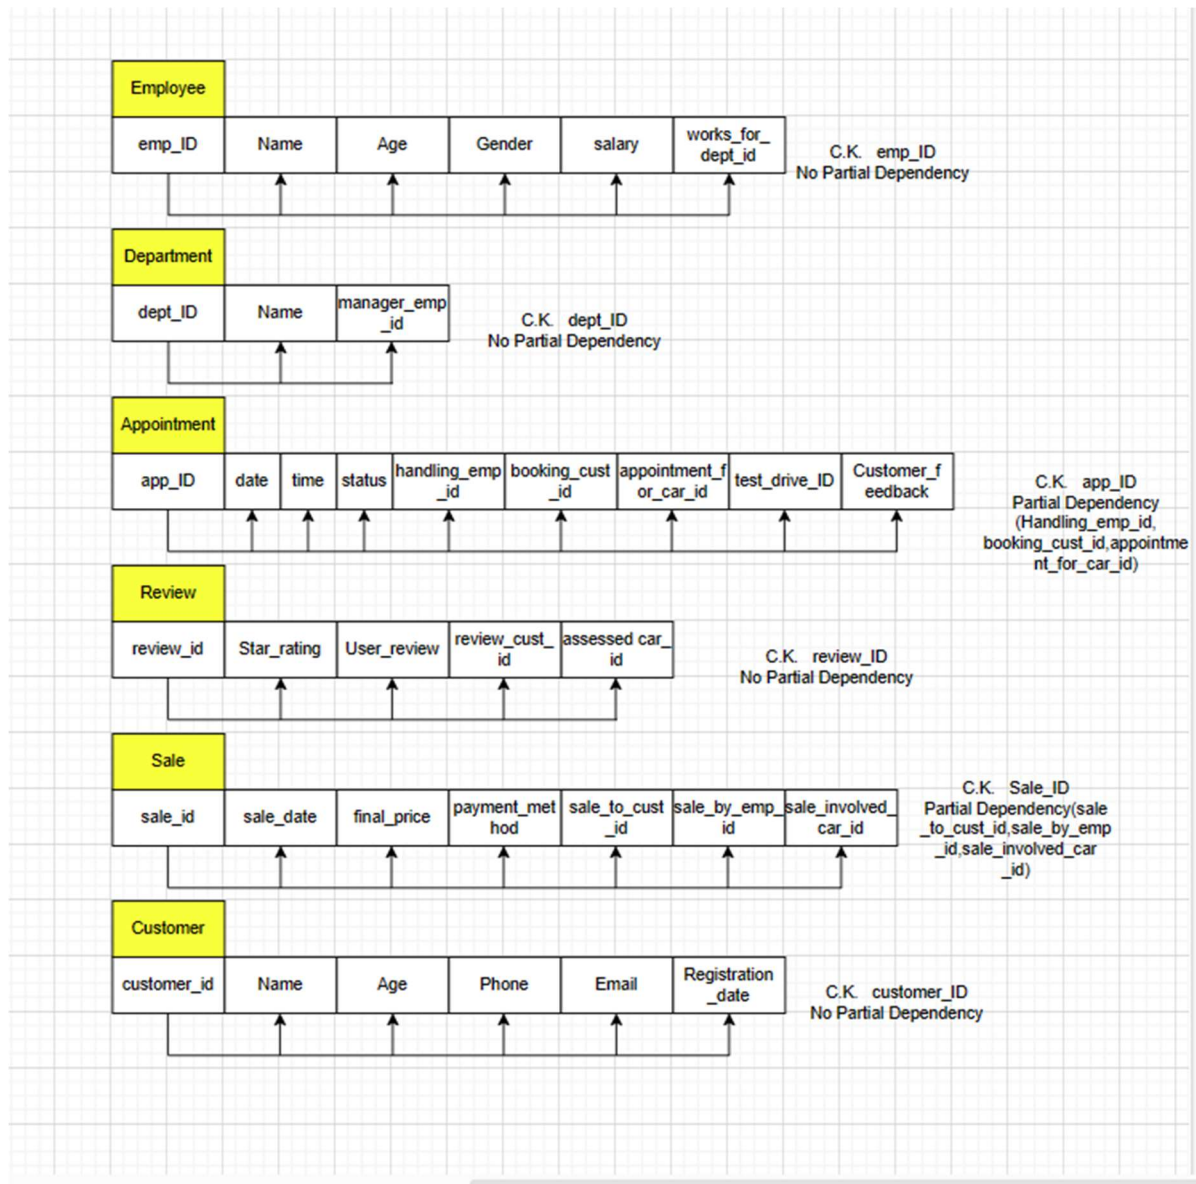 Employee
emp_ID
Name
Age
Gender
salary
works_for_
dept_id
C.K. emp_ID
No Partial Dependency
Department
dept_ID
Name
manager_emp
_id
C.K. dept_ID
No Partial Dependency
Appointment
app_ID
date
time
status
handling_emp
_id
booking_cust
_id
appointment_f
or_car_id
test_drive_ID
Customer_f
eedback
C.K. app_ID
Partial Dependency
(Handling_emp_id,
booking_cust_id,appointme
nt_for_car_id)
Review
review_id
Star_rating
User_review
review_cust_
id
assessed car_
id
C.K. review_ID
No Partial Dependency
Sale
sale_id
sale_date
final_price
payment_met
hod
sale_to_cust
_id
sale_by_emp_
id
sale_involved_
car_id
C.K. Sale_ID
Partial Dependency(sale
_to_cust_id,sale_by_emp
_id,sale_involved_car
_id)
Customer
customer_id
Name
Age
Phone
Email
Registration
_date
C.K. customer_ID
No Partial Dependency